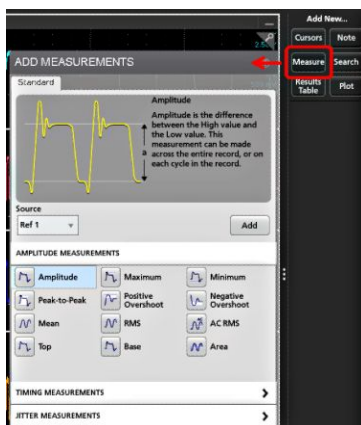 Add New...
Cursors Note
Measure Search
Results Table Plot
ADD MEASUREMENTS
Standard
Amplitude
Amplitude is the difference
between the High value and
the Low value. This
measurement can be made
across the entire record, or on
each cycle in the record.
a
Source
Ref 1
Add
AMPLITUDE MEASUREMENTS
Amplitude Maximum Minimum
Peak-to-Peak Positive Overshoot Negative Overshoot
Mean RMS AC RMS
Top Base Area
TIMING MEASUREMENTS
JITTER MEASUREMENTS